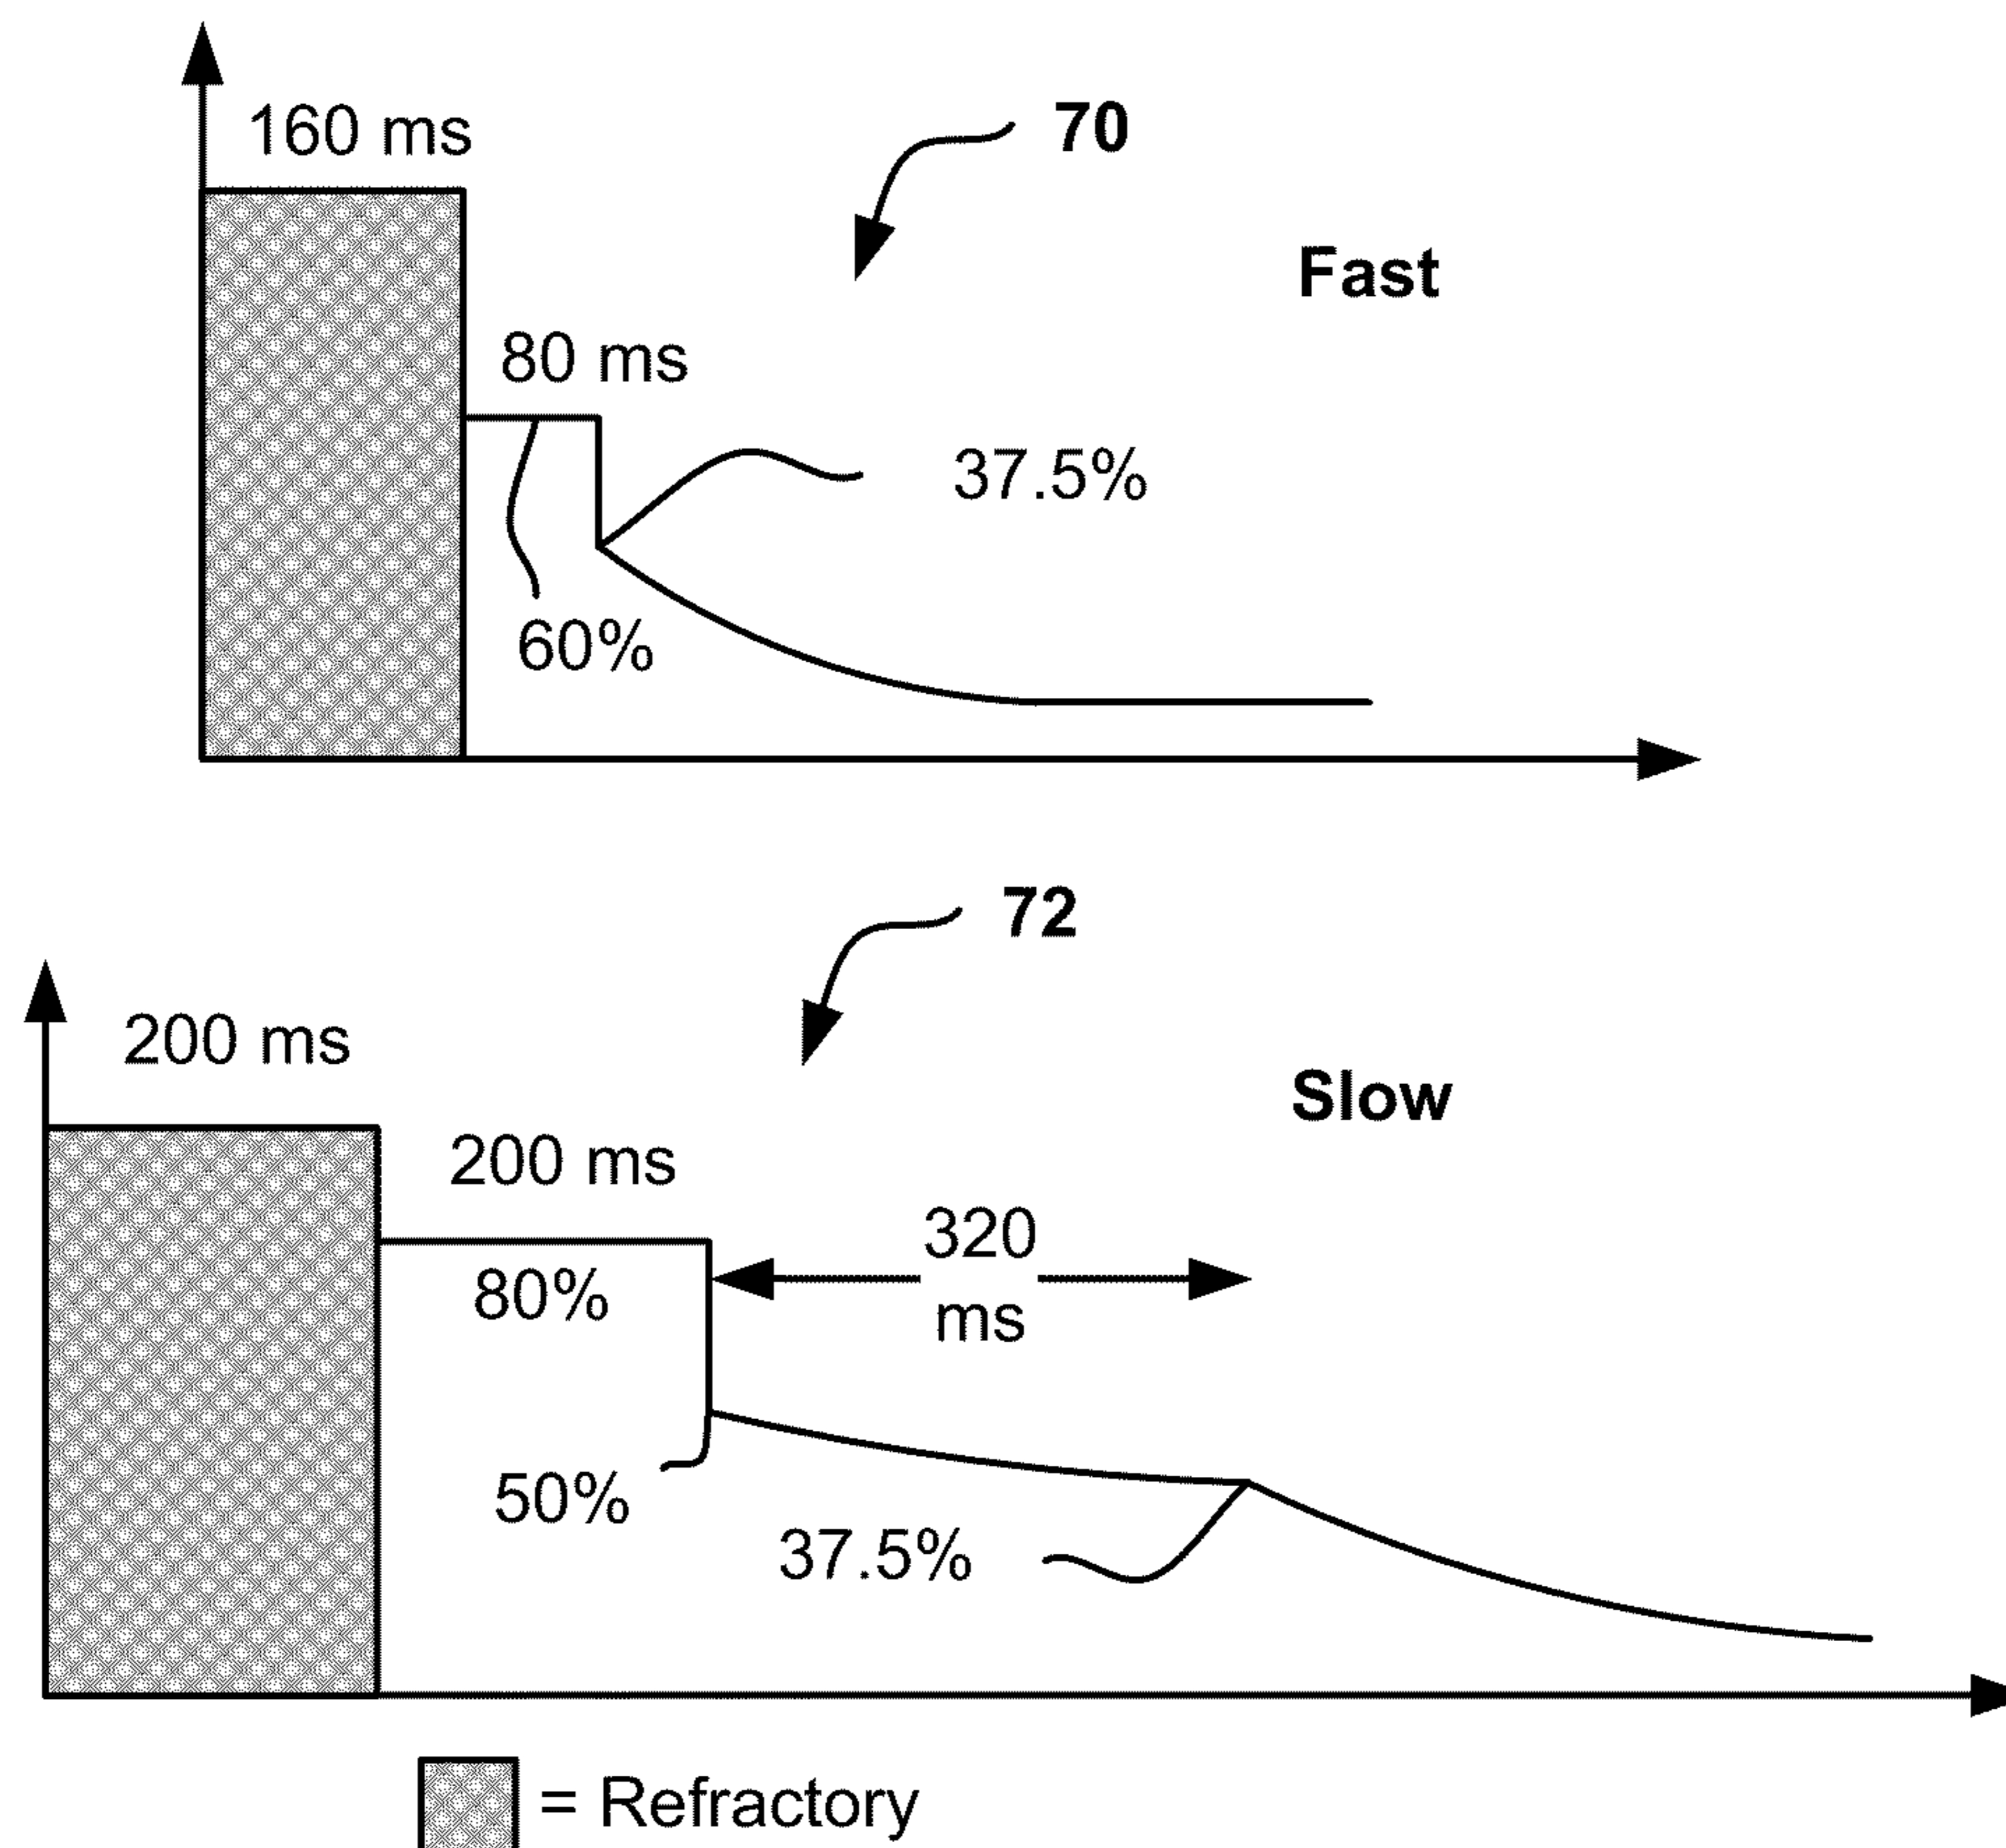 160 ms
70
Fast
80 ms
37.5%
60%
72
200 ms
Slow
200 ms
320
ms
80%
50%
37.5%
= Refractory